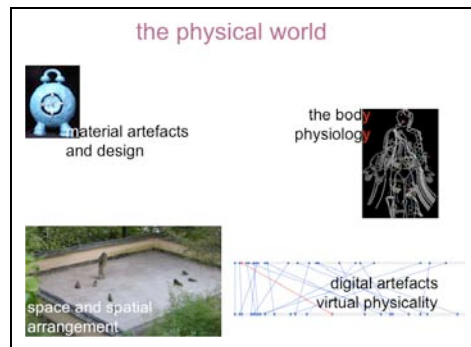 the physical world
material artefacts
and design
the body
physiology
space and spatial
arrangement
digital artefacts
virtual physicality